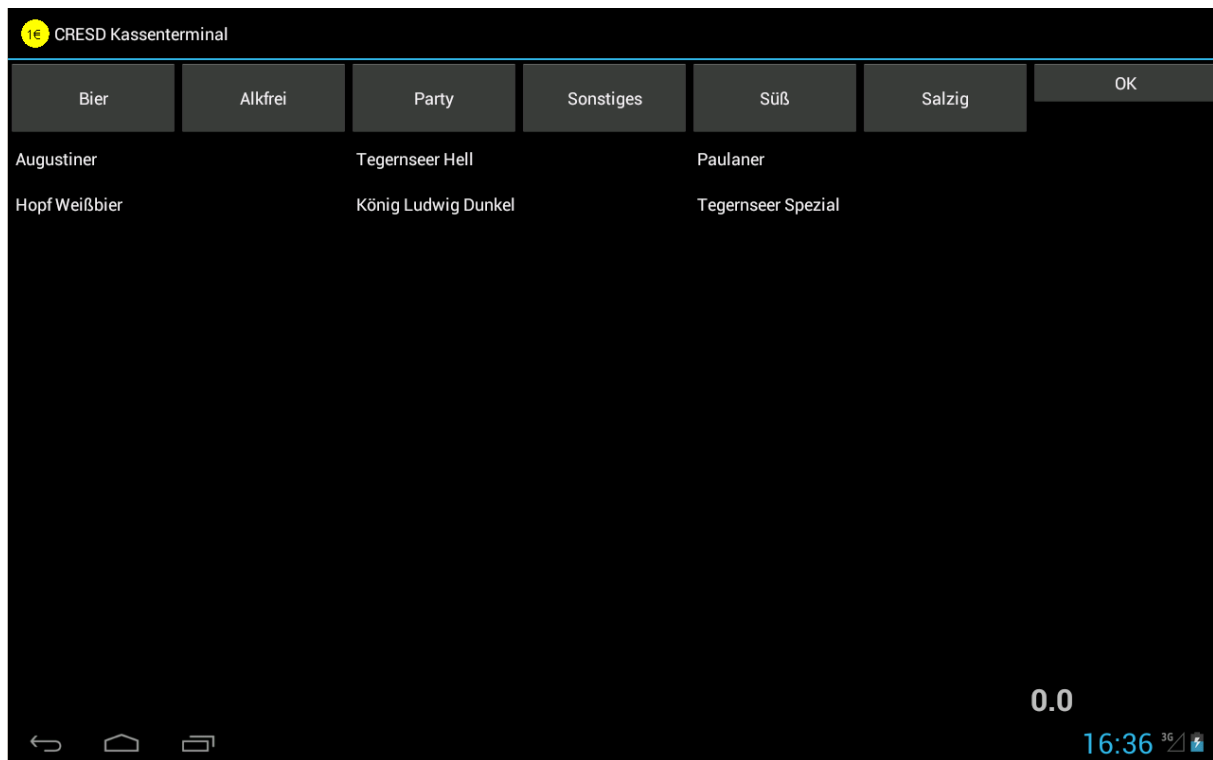 1€ CRESD Kassenterminal
Bier Alkfrei Party Sonstiges Süß Salzig OK
Augustiner Tegernseer Hell Paulaner
Hopf Weißbier König Ludwig Dunkel Tegernseer Spezial
0.0
16:36 3G